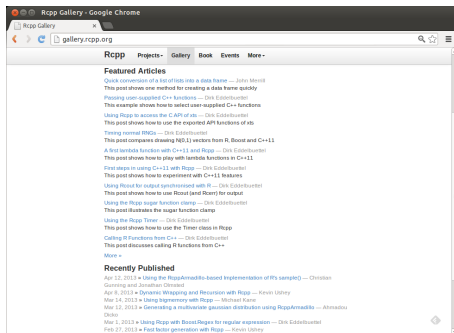 Rcpp Gallery - Google Chrome
Rcpp Gallery
gallery.rcpp.org
Rcpp Projects Gallery Book Events More
Featured Articles
Quick conversion of a list of lists into a data frame — John Merrill
This post shows one method for creating a data frame quickly
Passing user-supplied C++ functions — Dirk Eddelbuettel
This example shows how to select user-supplied C++ functions
Using Rcpp to access the C API of xts — Dirk Eddelbuettel
This post shows how to use the exported API functions of xts
Timing normal RNGs — Dirk Eddelbuettel
This post compares drawing N(0,1) vectors from R, Boost and C++11
A first lambda function with C++11 and Rcpp — Dirk Eddelbuettel
This post shows how to play with lambda functions in C++11
First steps in using C++11 with Rcpp — Dirk Eddelbuettel
This post shows how to experiment with C++11 features
Using Rcout for output synchronised with R — Dirk Eddelbuettel
This post shows how to use Rcout (and Rcerr) for output
Using the Rcpp sugar function clamp — Dirk Eddelbuettel
This post illustrates the sugar function clamp
Using the Rcpp Timer — Dirk Eddelbuettel
This post shows how to use the Timer class in Rcpp
Calling R Functions from C++ — Dirk Eddelbuettel
This post discusses calling R functions from C++
More »
Recently Published
Apr 12, 2013 » Using the RcppArmadillo-based Implementation of R's sample() — Christian
Gunning and Jonathan Olmsted
Apr 8, 2013 » Dynamic Wrapping and Recursion with Rcpp — Kevin Ushey
Mar 14, 2013 » Using bigmemory with Rcpp — Michael Kane
Mar 12, 2013 » Generating a multivariate gaussian distribution using RcppArmadillo — Ahmadou
Dicko
Mar 1, 2013 » Using Rcpp with Boost.Regex for regular expression — Dirk Eddelbuettel
Feb 27, 2013 » Fast factor generation with Rcpp — Kevin Ushey